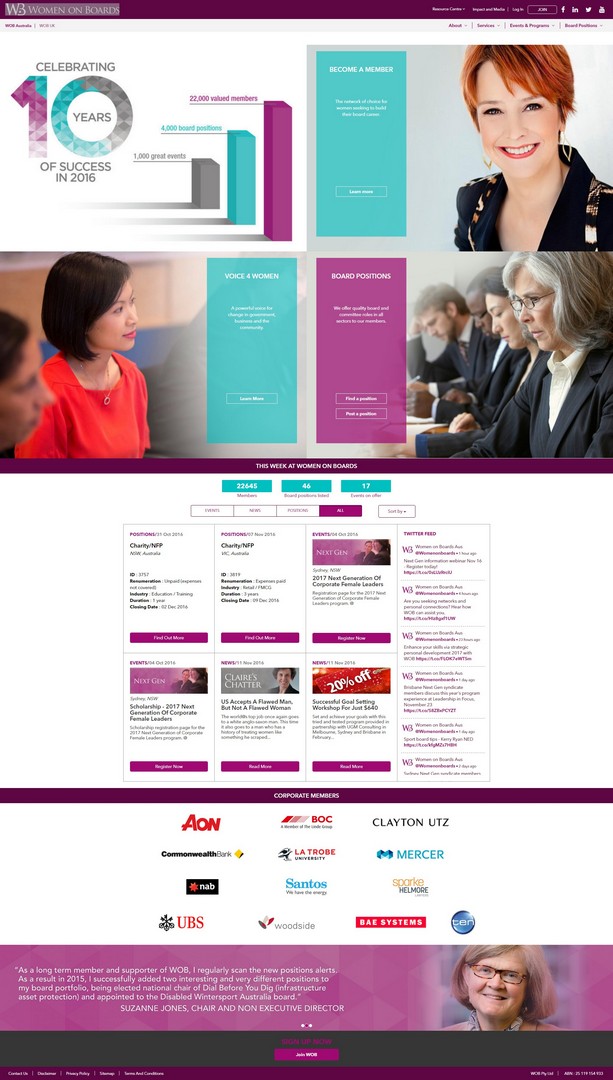 WB WOMEN ON BOARDS
Resource Centre
Impact and Media
Log In
JOIN
WOB Australia | WOB UK
About
Services
Events & Programs
Board Positions
CELEBRATING
10
YEARS
OF SUCCESS
IN 2016
22,000 valued members
4,000 board positions
1,000 great events
BECOME A MEMBER
The network of choice for
women seeking to build
their board career.
Learn more
VOICE 4 WOMEN
A powerful voice for
change in government,
business and the
community.
Learn More
BOARD POSITIONS
We offer quality board and
committee roles in all
sectors to our members.
Find a position
Post a position
THIS WEEK AT WOMEN ON BOARDS
22645
Members
46
Board positions listed
17
Events on offer
EVENTS
NEWS
POSITIONS
ALL
Sort by
POSITIONS/31 Oct 2016
Charity/NFP
NSW, Australia
ID : 3757
Resumeration : Unpaid (expenses
not covered)
Industry : Education / Training
Duration : 1 year
Closing Date : 02 Dec 2016
Find Out More
POSITIONS/07 Nov 2016
Charity/NFP
VIC, Australia
ID : 3819
Resumeration : Expenses paid
Industry : Retail / FMCG
Duration : 3 years
Closing Date : 09 Dec 2016
Find Out More
EVENTS/04 Oct 2016
NEXT GEN
Sydney, NSW
2017 Next Generation Of
Corporate Female Leaders
Registration page for the 2017 Next
Generation of Corporate Female
Leaders program.
Register Now
EVENTS/04 Oct 2016
NEXT GEN
Sydney, NSW
Scholarship - 2017 Next
Generation Of Corporate
Female Leaders
Scholarship registration page for the
2017 Next Generation of Corporate
Female Leaders program.
Register Now
NEWS/11 Nov 2016
CLAIRE'S
CHATTER
US Accepts A Flawed Man,
But Not A Flawed Woman
The world's top job once again goes
to a white anglo-saxon man. This time
it also goes to a man who has a
history of treating women like
something he scraped...
Read More
NEWS/11 Nov 2016
20% off
Successful Goal Setting
Workshop For Just $640
Set and achieve your goals with this
tried and tested program provided in
partnership with UGM Consulting in
Melbourne, Sydney and Brisbane in
February...
Read More
TWITTER FEED
Women on Boards Aus
@Womenonboards • 1 hour ago
Next Gen information webinar Nov 16
- Register today!
Women on Boards Aus
@Womenonboards • 4 hours ago
Are you seeking networks and
personal connections? Hear how
WOB can assist you.
Women on Boards Aus
@Womenonboards • 23 hours ago
Enhance your skills via strategic
personal development 2017 with
WOB
Women on Boards Aus
@Womenonboards • 1 day ago
Brisbane Next Gen syndicate
members discuss this year's program
experience at Leadership in Focus,
November 23
Women on Boards Aus
@Womenonboards • 1 day ago
Sport board tips - Kerry Ryan NED
Women on Boards Aus
@Womenonboards • 2 days ago
Sydney Next Gen syndicate members
CORPORATE MEMBERS
AON
BOC
A Member of the Linde Group
CLAYTON UTZ
CommonwealthBank
LA TROBE
UNIVERSITY
MERCER
nab
Santos
We have the energy
sparke
HELMORE
LAWYERS
UBS
woodside
BAE SYSTEMS
ten
"As a long term member and supporter of WOB, I regularly scan the new positions alerts.
As a result in 2015, I successfully added two interesting and very different positions to
my board portfolio, being elected national chair of Dial Before You Dig (infrastructure
asset protection) and appointed to the Disabled Wintersport Australia board."
SUZANNE JONES, CHAIR AND NON EXECUTIVE DIRECTOR
SIGN UP NOW
Join WOB
Contact Us | Disclaimer | Privacy Policy | Sitemap | Terms And Conditions
WOB Pty Ltd | ABN : 25 119 154 933